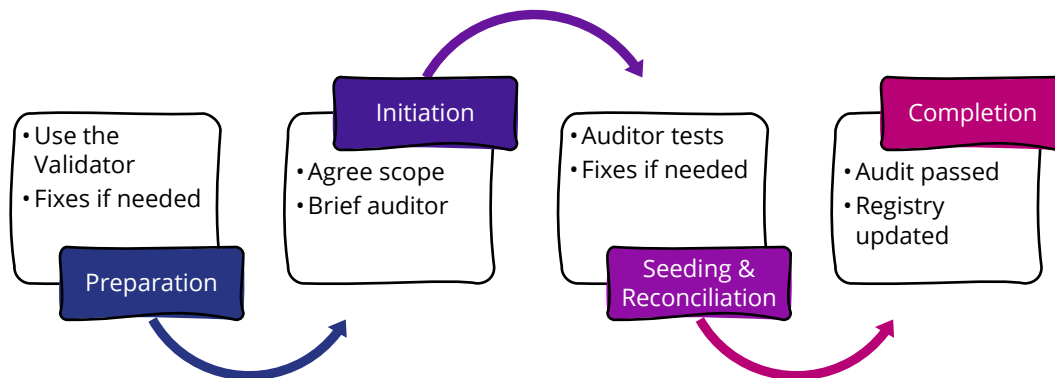 • Use the
Validator
• Fixes if needed
Preparation
Initiation
• Agree scope
• Brief auditor
• Auditor tests
• Fixes if needed
Seeding &
Reconciliation
Completion
• Audit passed
• Registry
updated